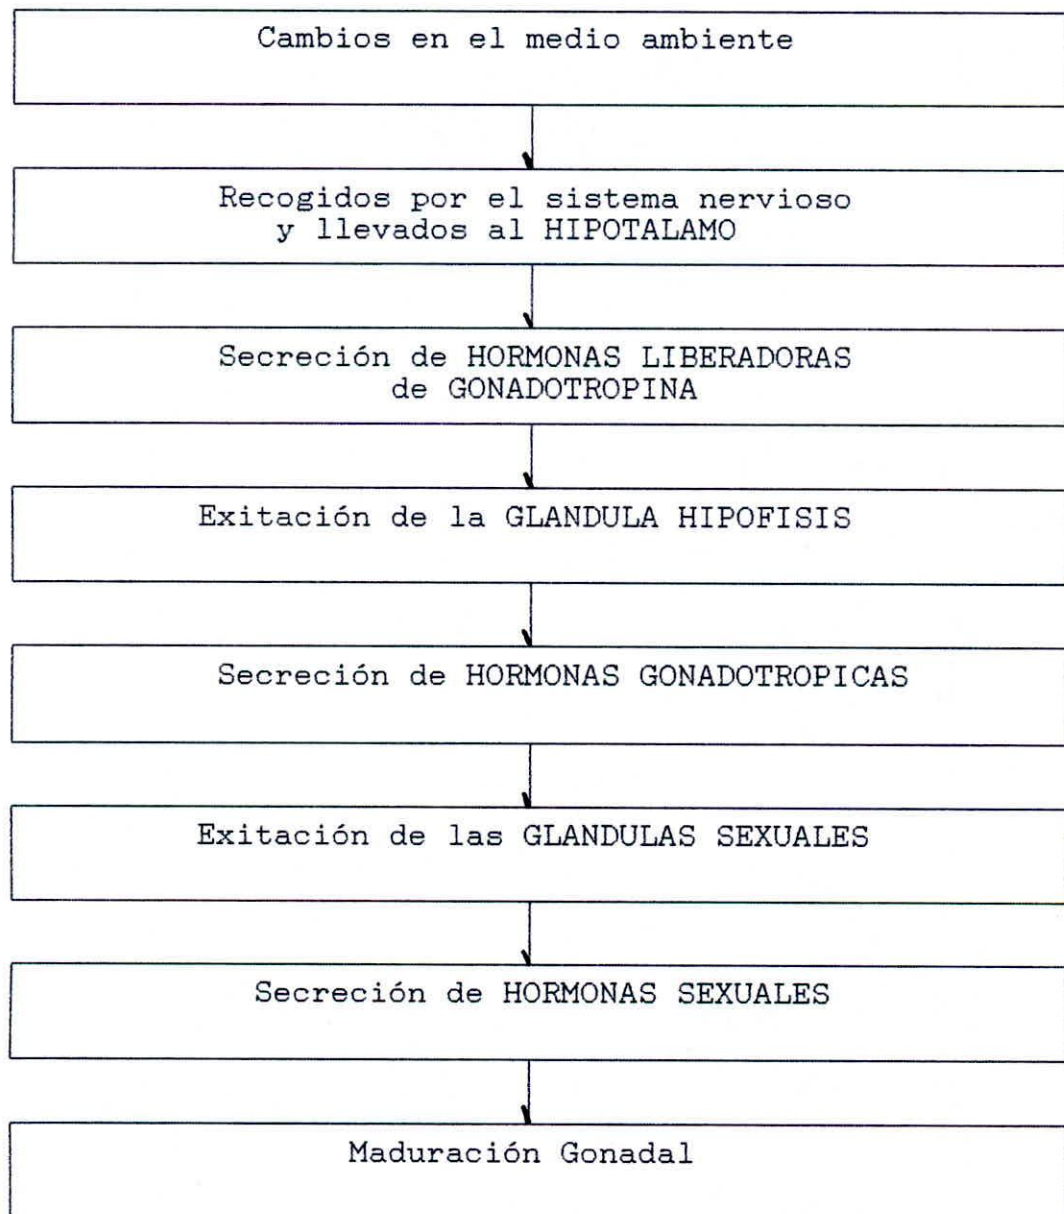 Cambios en el medio ambiente
Recogidos por el sistema nervioso
y llevados al HIPOTALAMO
Secreción de HORMONAS LIBERADORAS
de GONADOTROPINA
Exitación de la GLANDULA HIPOFISIS
Secreción de HORMONAS GONADOTROPICAS
Exitación de las GLANDULAS SEXUALES
Secreción de HORMONAS SEXUALES
Maduración Gonadal